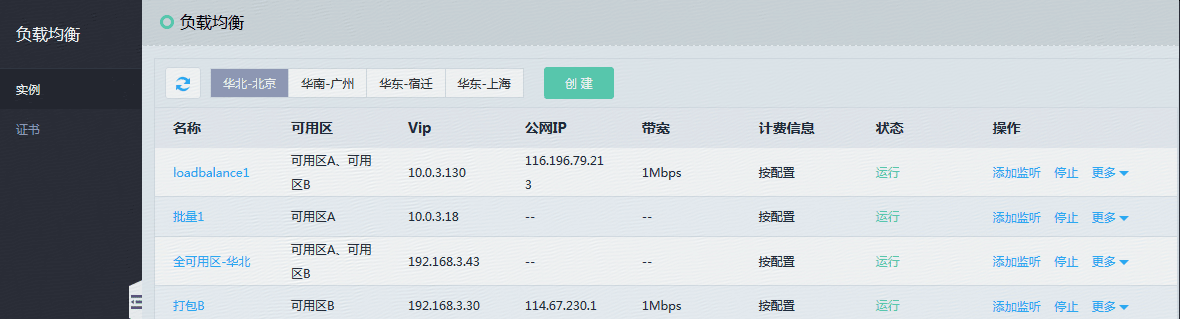 负载均衡
实例
证书
负载均衡
华北-北京 华南-广州 华东-宿迁 华东-上海 创 建
名称 可用区 Vip 公网IP 带宽 计费信息 状态 操作
loadbalance1 可用区A、可用区B 10.0.3.130 116.196.79.213 1Mbps 按配置 运行 添加监听 停止 更多
批量1 可用区A 10.0.3.18 -- -- 按配置 运行 添加监听 停止 更多
全可用区-华北 可用区A、可用区B 192.168.3.43 -- -- 按配置 运行 添加监听 停止 更多
打包B 可用区B 192.168.3.30 114.67.230.1 1Mbps 按配置 运行 添加监听 停止 更多